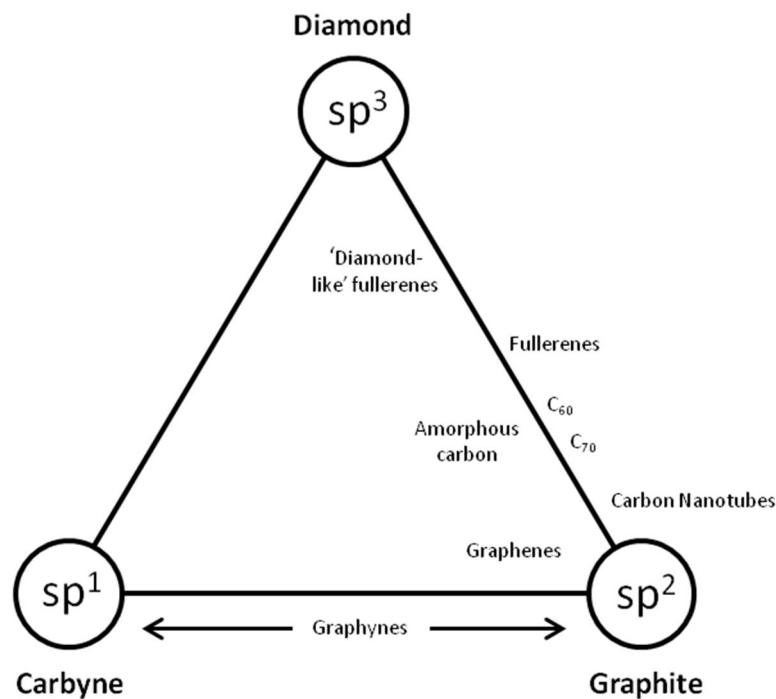 Diamond
sp³
‘Diamond-
like’ fullerenes
Fullerenes
C₆₀
Amorphous
carbon
C₇₀
Carbon Nanotubes
Graphenes
sp¹
sp²
Graphynes
Carbyne
Graphite